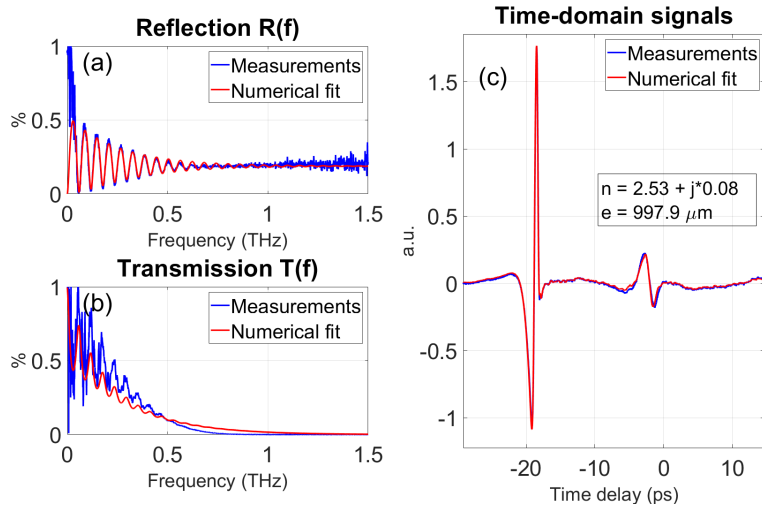 Reflection R(f)
(a)
Measurements
Numerical fit
%
1
0.5
0
0 0.5 1 1.5
Frequency (THz)
Transmission T(f)
(b)
Measurements
Numerical fit
%
1
0.5
0
0 0.5 1 1.5
Frequency (THz)
Time-domain signals
(c)
Measurements
Numerical fit
n = 2.53 + j*0.08
e = 997.9 μm
a.u.
1.5
1
0.5
0
-0.5
-1
-20 -10 0 10
Time delay (ps)